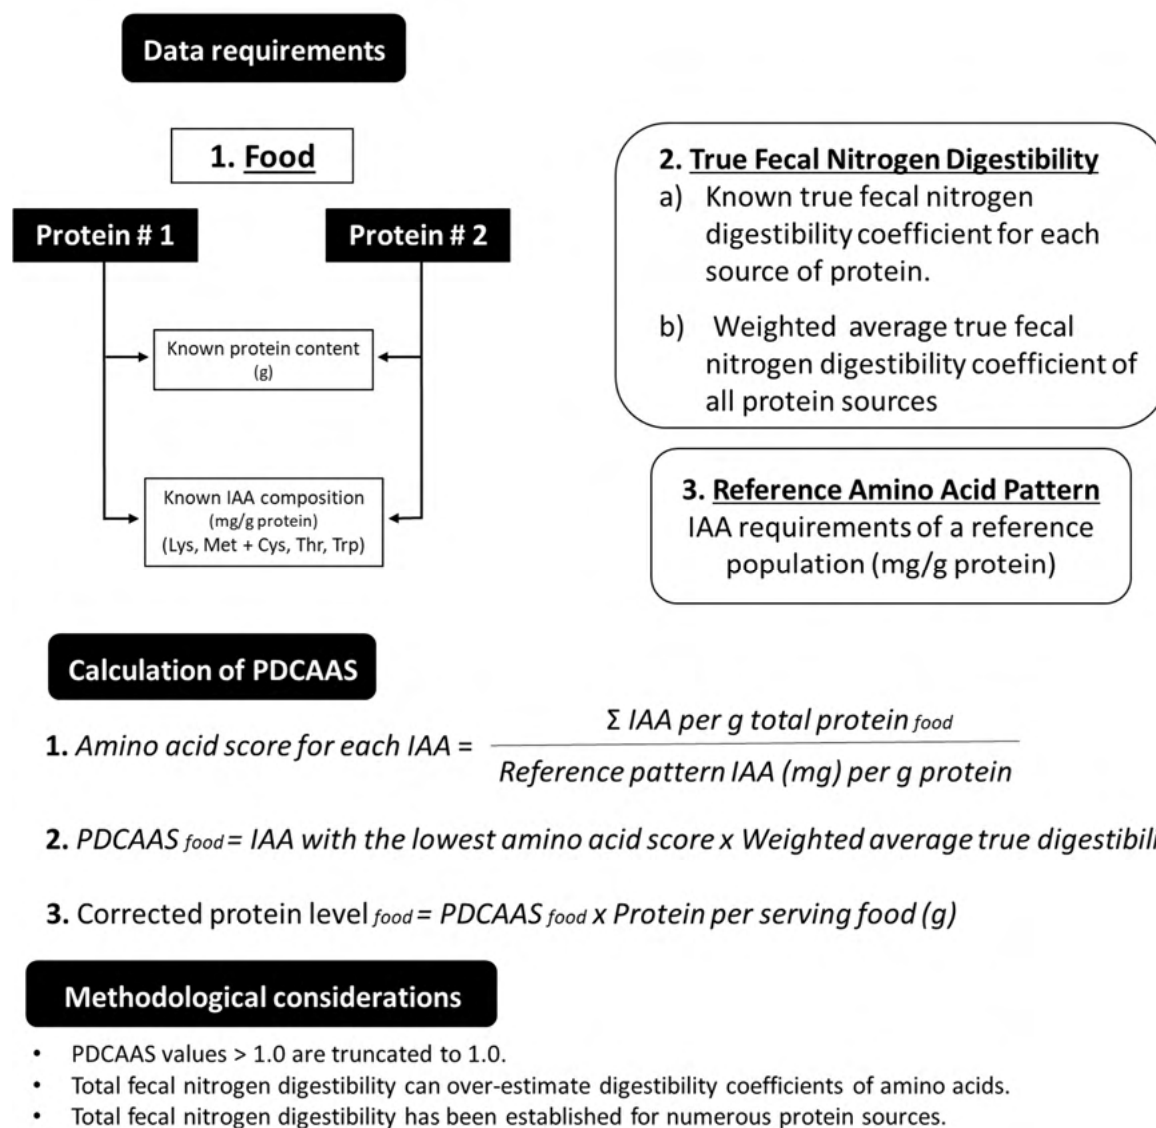 Data requirements
1. Food
Protein # 1
Protein # 2
Known protein content
(g)
Known IAA composition
(mg/g protein)
(Lys, Met + Cys, Thr, Trp)
2. True Fecal Nitrogen Digestibility
a) Known true fecal nitrogen
digestibility coefficient for each
source of protein.
b) Weighted average true fecal
nitrogen digestibility coefficient of
all protein sources
3. Reference Amino Acid Pattern
IAA requirements of a reference
population (mg/g protein)
Calculation of PDCAAS
Σ IAA per g total protein food
1. Amino acid score for each IAA =
Reference pattern IAA (mg) per g protein
2. PDCAAS food = IAA with the lowest amino acid score x Weighted average true digestibili
3. Corrected protein level food = PDCAAS food x Protein per serving food (g)
Methodological considerations
• PDCAAS values > 1.0 are truncated to 1.0.
• Total fecal nitrogen digestibility can over-estimate digestibility coefficients of amino acids.
• Total fecal nitrogen digestibility has been established for numerous protein sources.